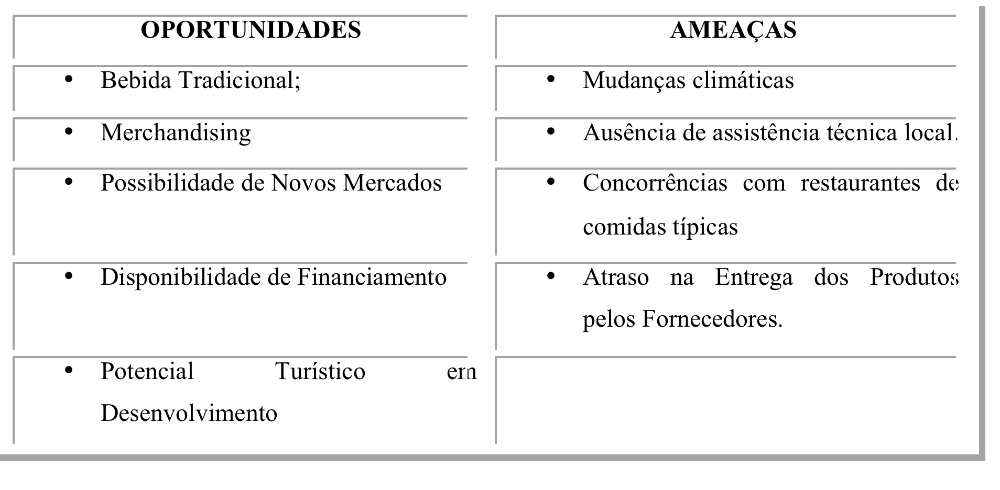 OPORTUNIDADES
AMEAÇAS
• Bebida Tradicional;
• Mudanças climáticas
• Merchandising
• Ausência de assistência técnica local.
• Possibilidade de Novos Mercados
• Concorrências com restaurantes de
comidas típicas
• Disponibilidade de Financiamento
• Atraso na Entrega dos Produtos
pelos Fornecedores.
• Potencial Turístico em
Desenvolvimento